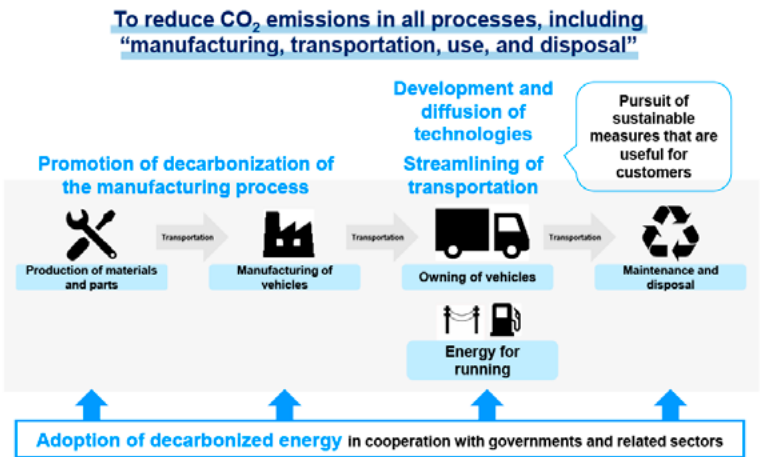 To reduce CO2 emissions in all processes, including
“manufacturing, transportation, use, and disposal”
Development and
diffusion of
technologies
Pursuit of
sustainable
measures that are
useful for
customers
Promotion of decarbonization of
the manufacturing process
Streamlining of
transportation
Transportation
Transportation
Transportation
Production of materials
and parts
Manufacturing of
vehicles
Owning of vehicles
Maintenance and
disposal
Energy for
running
Adoption of decarbonized energy in cooperation with governments and related sectors